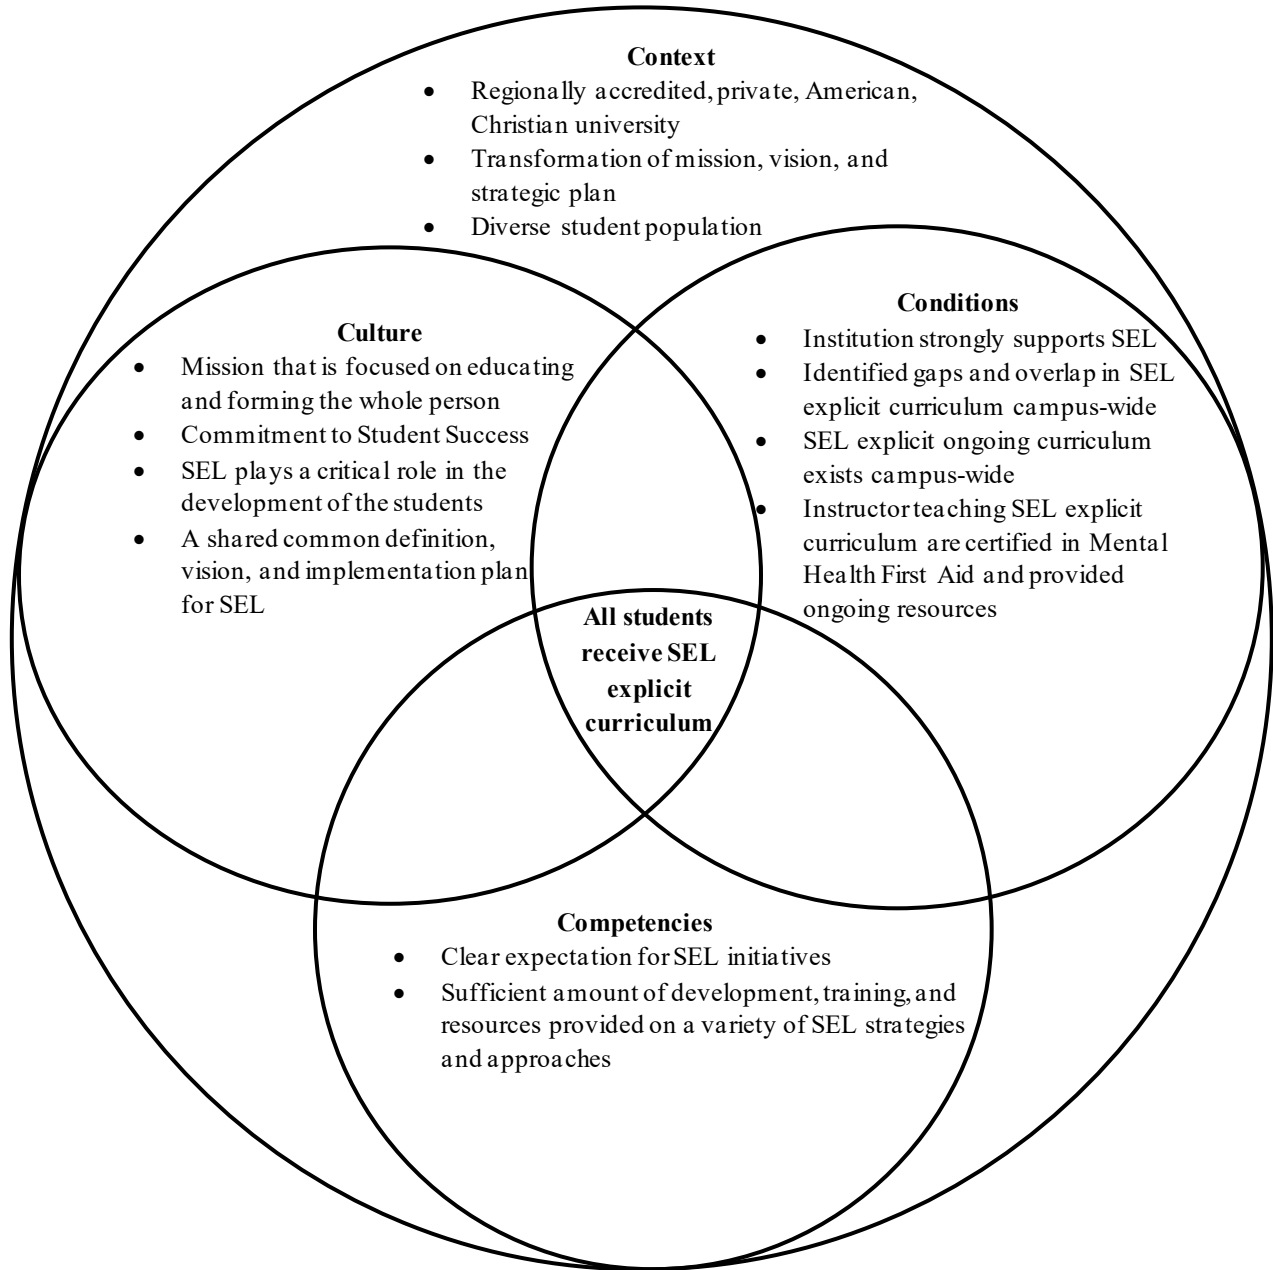 Context
• Regionally accredited, private, American,
Christian university
• Transformation of mission, vision, and
strategic plan
• Diverse student population
Culture
• Mission that is focused on educating
and forming the whole person
• Commitment to Student Success
• SEL plays a critical role in the
development of the students
• A shared common definition,
vision, and implementation plan
for SEL
Conditions
• Institution strongly supports SEL
• Identified gaps and overlap in SEL
explicit curriculum campus-wide
• SEL explicit ongoing curriculum
exists campus-wide
• Instructor teaching SEL explicit
curriculum are certified in Mental
Health First Aid and provided
ongoing resources
All students
receive SEL
explicit
curriculum
Competencies
• Clear expectation for SEL initiatives
• Sufficient amount of development, training, and
resources provided on a variety of SEL strategies
and approaches